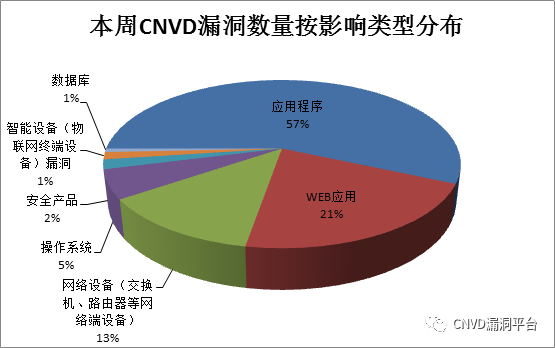 本周CNVD漏洞数量按影响类型分布
应用程序
57%
WEB应用
21%
网络设备（交换
机、路由器等网
络端设备）
13%
操作系统
5%
安全产品
2%
智能设备（物
联网终端设
备）漏洞
1%
数据库
1%
CNVD漏洞平台